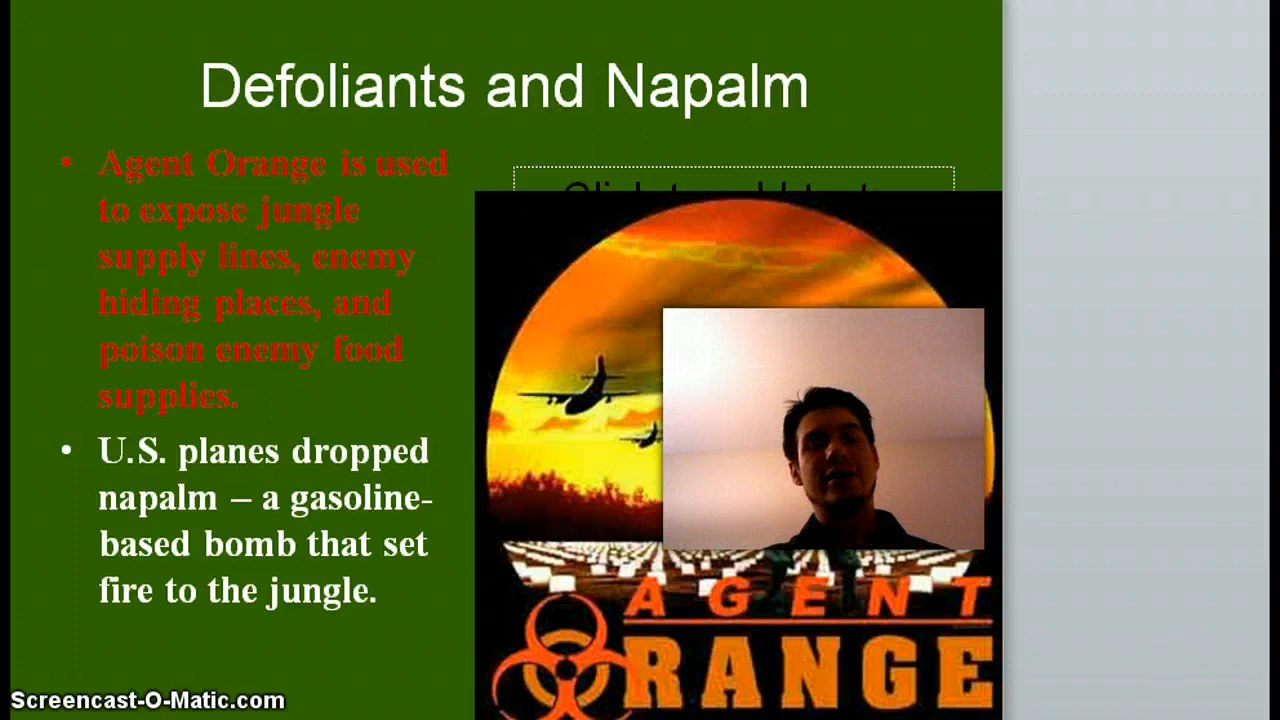 Defoliants and Napalm
• Agent Orange is used
to expose jungle
supply lines, enemy
hiding places, and
poison enemy food
supplies.
• U.S. planes dropped
napalm – a gasoline-
based bomb that set
fire to the jungle.
AGENT
ORANGE
Screencast-O-Matic.com